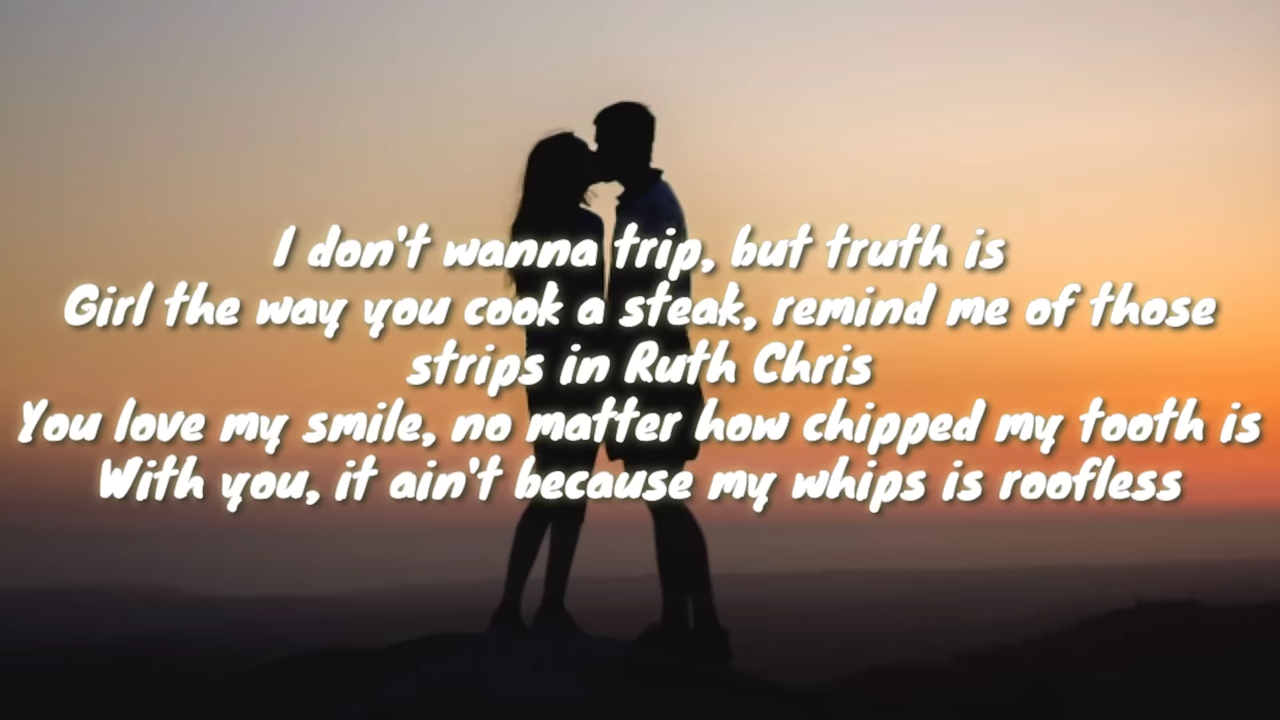 I don't wanna trip, but truth is
Girl the way you cook a steak, remind me of those
strips in Ruth Chris
You love my smile, no matter how chipped my tooth is
With you, it ain't because my whips is roofless